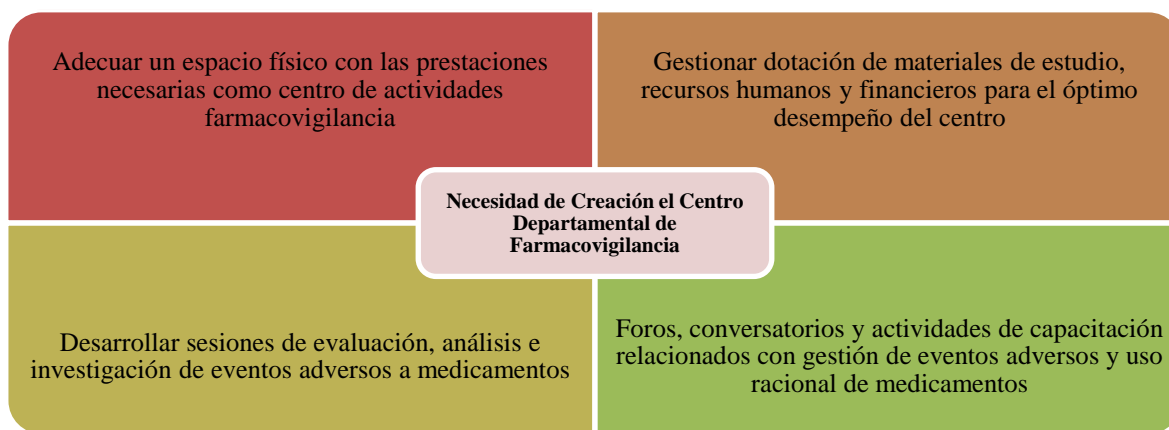 Adecuar un espacio físico con las prestaciones
necesarias como centro de actividades
farmacovigilancia
Gestionar dotación de materiales de estudio,
recursos humanos y financieros para el óptimo
desempeño del centro
Necesidad de Creación el Centro
Departamental de
Farmacovigilancia
Desarrollar sesiones de evaluación, análisis e
investigación de eventos adversos a medicamentos
Foros, conversatorios y actividades de capacitación
relacionados con gestión de eventos adversos y uso
racional de medicamentos